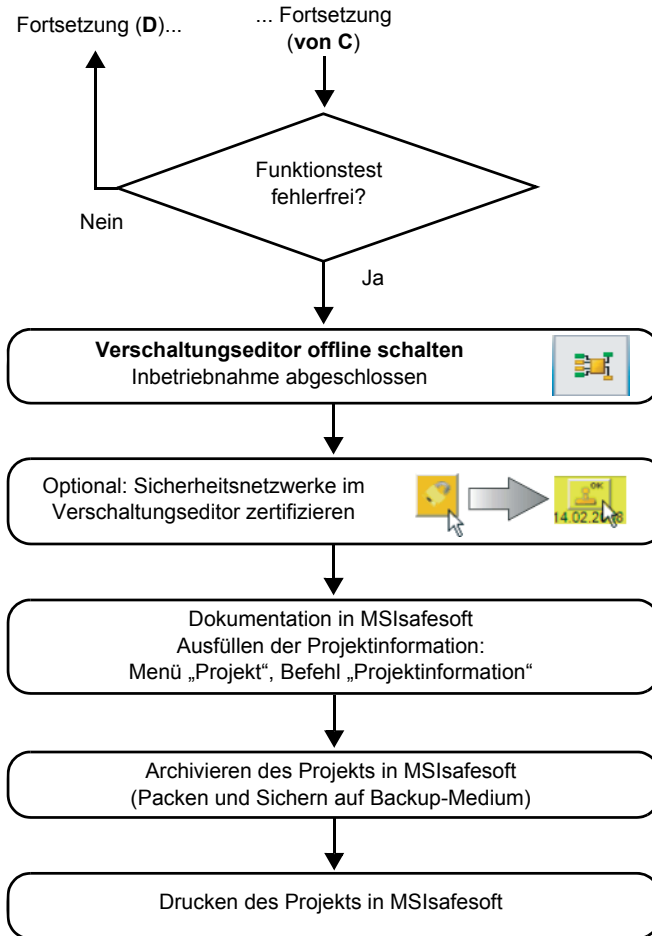 Fortsetzung (D)...
... Fortsetzung
(von C)
Funktionstest
fehlerfrei?
Nein
Ja
Verschaltungseditor offline schalten
Inbetriebnahme abgeschlossen
Optional: Sicherheitsnetzwerke im
Verschaltungseditor zertifizieren
OK
Dokumentation in MSIsafesoft
Ausfüllen der Projektinformation:
Menü „Projekt“, Befehl „Projektinformation“
Archivieren des Projekts in MSIsafesoft
(Packen und Sichern auf Backup-Medium)
Drucken des Projekts in MSIsafesoft